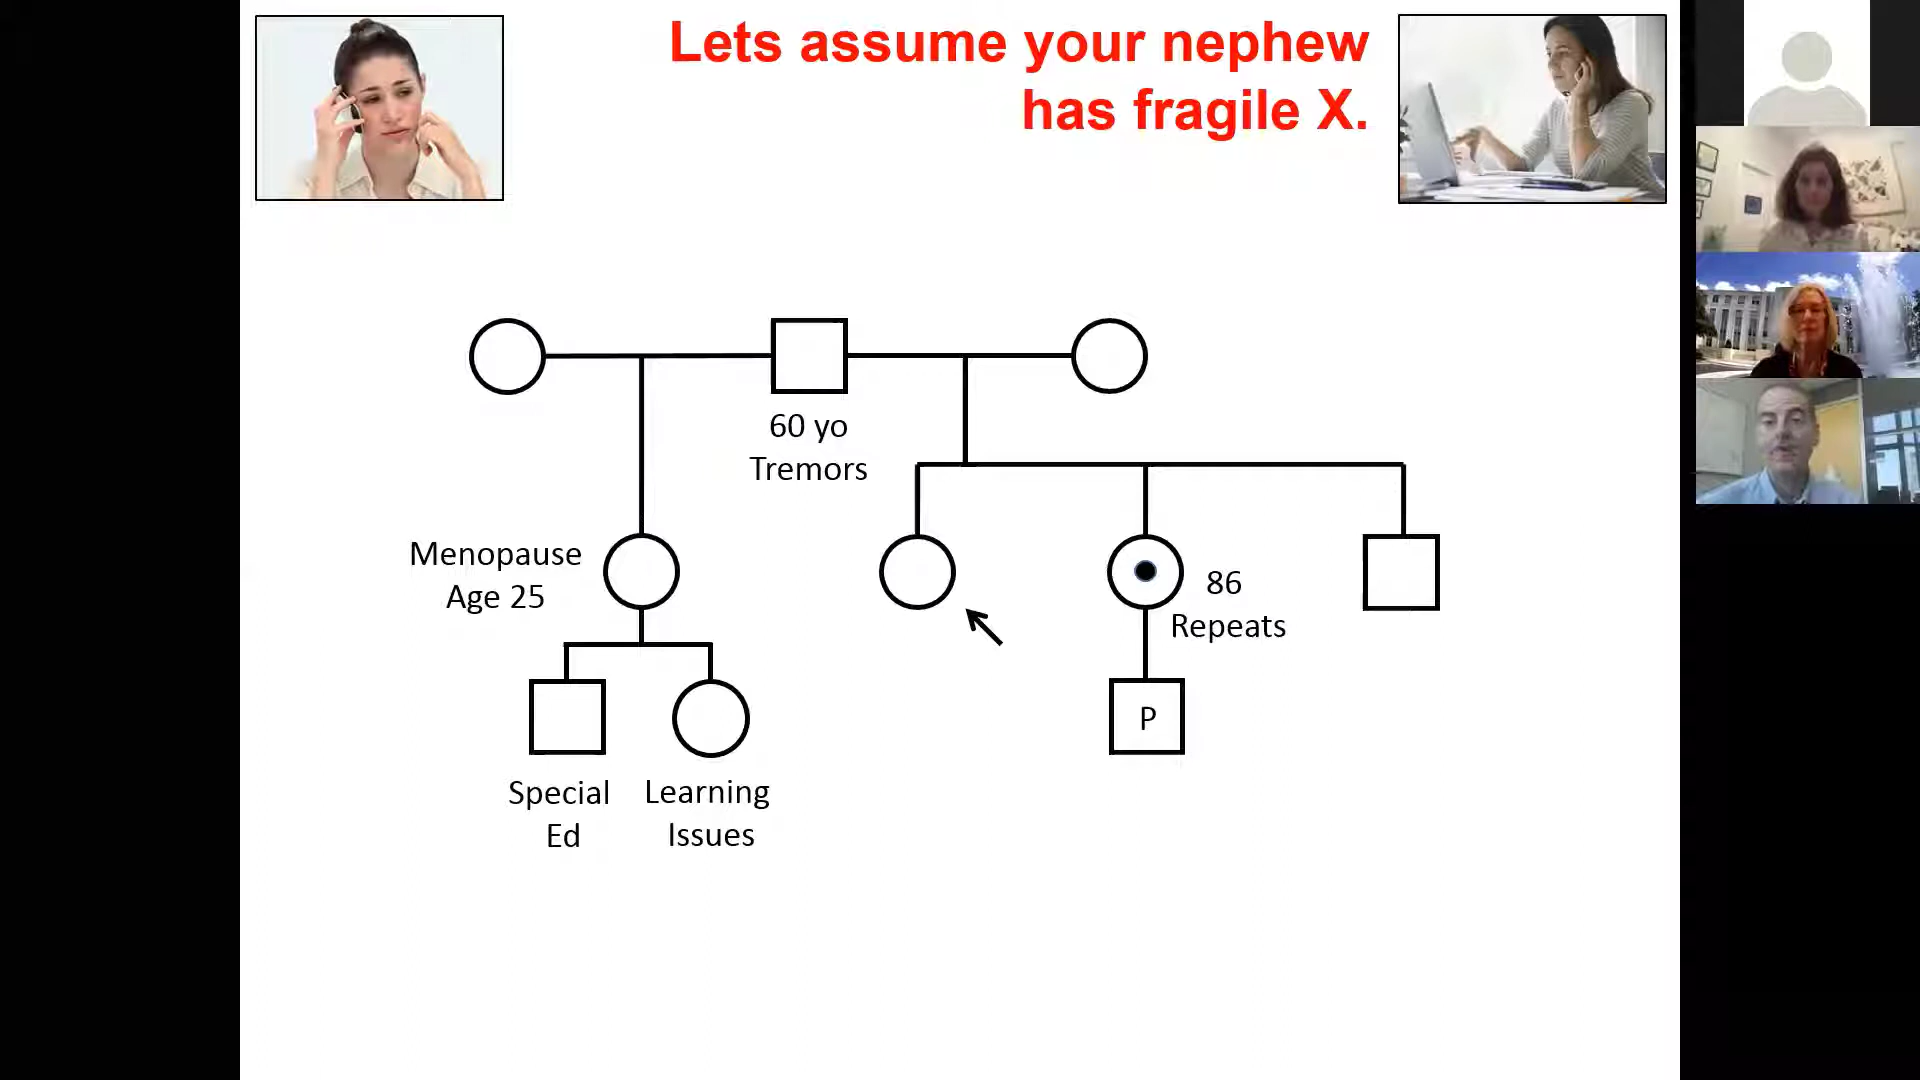 Lets assume your nephew
has fragile X.
60 yo
Tremors
Menopause
Age 25
86
Repeats
P
Special
Ed
Learning
Issues